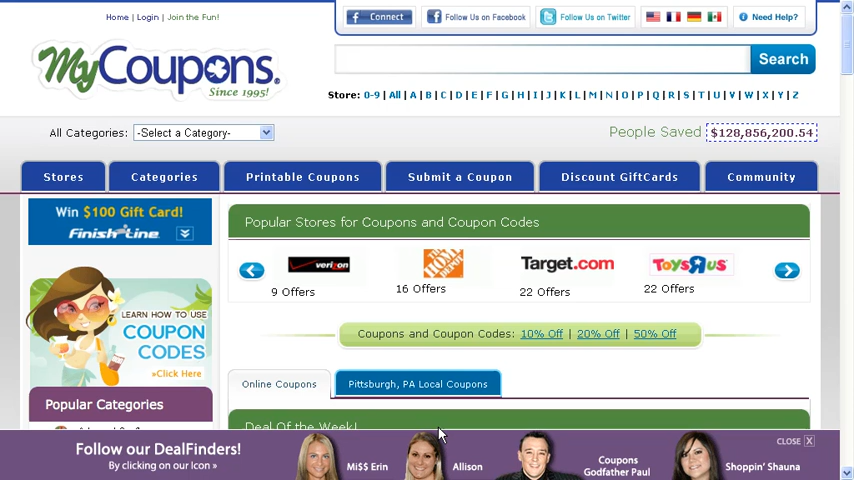 Home | Login | Join the Fun!
Connect
Follow Us on Facebook
Follow Us on Twitter
Need Help?
MyCoupons®
Since 1995!
Search
Store: 0-9 | All | A | B | C | D | E | F | G | H | I | J | K | L | M | N | O | P | Q | R | S | T | U | V | W | X | Y | Z
All Categories: -Select a Category-
People Saved $128,856,200.54
Stores
Categories
Printable Coupons
Submit a Coupon
Discount GiftCards
Community
Win $100 Gift Card!
FINISH LINE
Popular Stores for Coupons and Coupon Codes
verizon
THE HOME DEPOT
Target.com
ToysRus
9 Offers
16 Offers
22 Offers
22 Offers
LEARN HOW TO USE
COUPON
CODES
»Click Here
Coupons and Coupon Codes: 10% Off | 20% Off | 50% Off
Online Coupons
Pittsburgh, PA Local Coupons
Popular Categories
Deal Of the Week!
Follow our DealFinders!
By clicking on our Icon »
Mi$$ Erin
Allison
Coupons
Godfather Paul
Shoppin' Shauna
CLOSE X